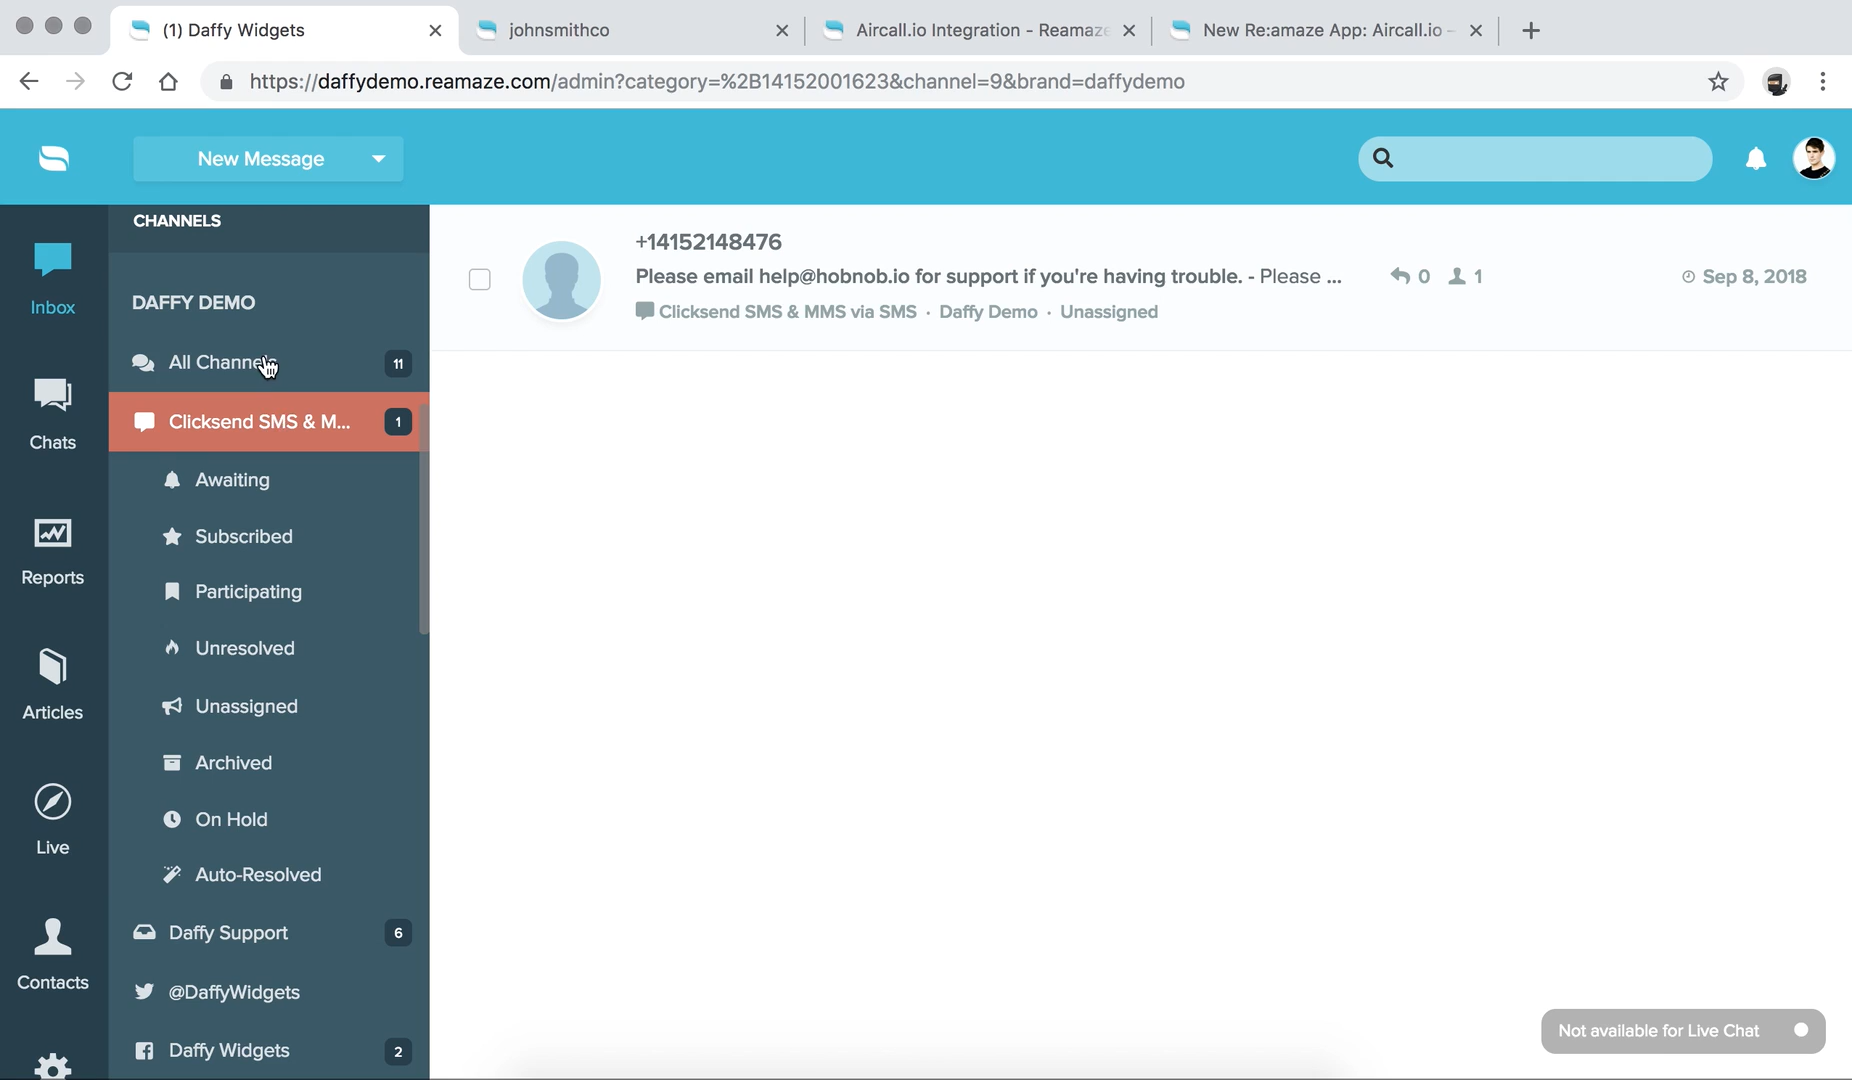 (1) Daffy Widgets
johnsmithco
Aircall.io Integration - Reamaze
New Re:amaze App: Aircall.io -
https://daffydemo.reamaze.com/admin?category=%2B14152001623&channel=9&brand=daffydemo
New Message
CHANNELS
DAFFY DEMO
All Channels 11
Clicksend SMS & M... 1
Awaiting
Subscribed
Participating
Unresolved
Unassigned
Archived
On Hold
Auto-Resolved
Daffy Support 6
@DaffyWidgets
Daffy Widgets 2
Inbox
Chats
Reports
Articles
Live
Contacts
+14152148476
Please email help@hobnob.io for support if you're having trouble. - Please ... 0 1 Sep 8, 2018
Clicksend SMS & MMS via SMS · Daffy Demo · Unassigned
Not available for Live Chat